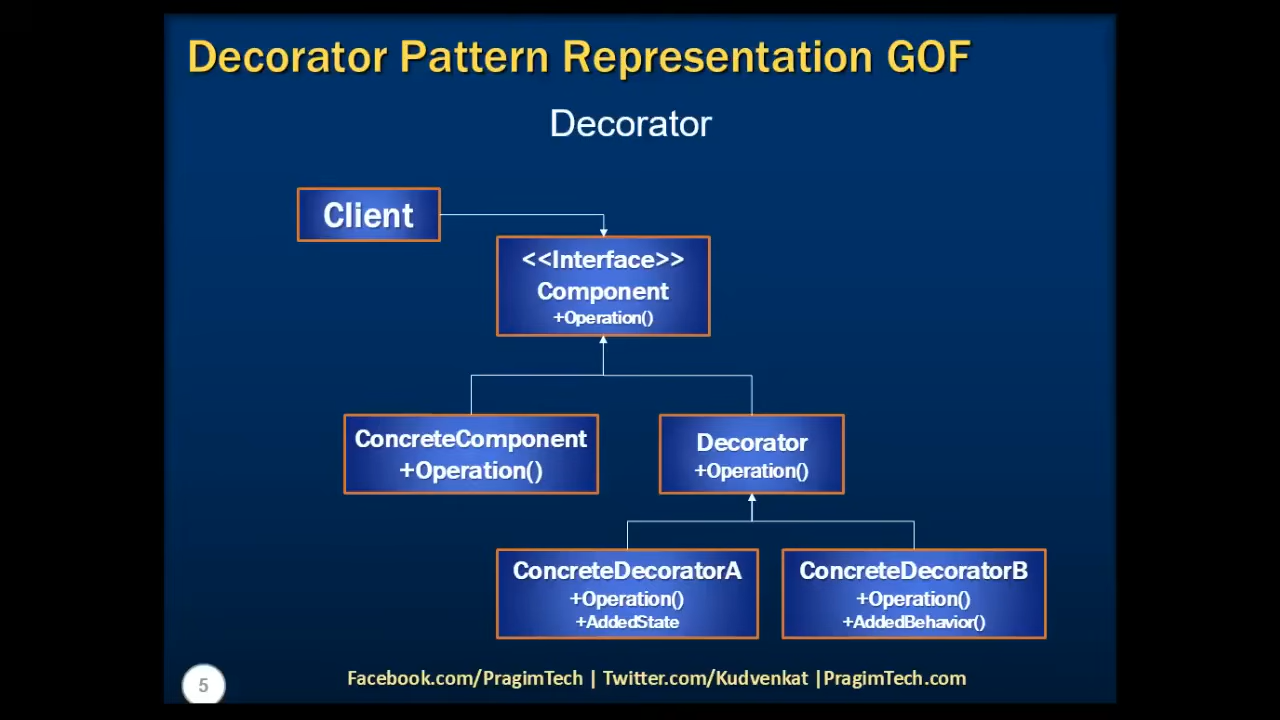 Decorator Pattern Representation GOF
Decorator
Client
<<Interface>>
Component
+Operation()
ConcreteComponent
+Operation()
Decorator
+Operation()
ConcreteDecoratorA
+Operation()
+AddedState
ConcreteDecoratorB
+Operation()
+AddedBehavior()
5
Facebook.com/PragimTech | Twitter.com/Kudvenkat |PragimTech.com